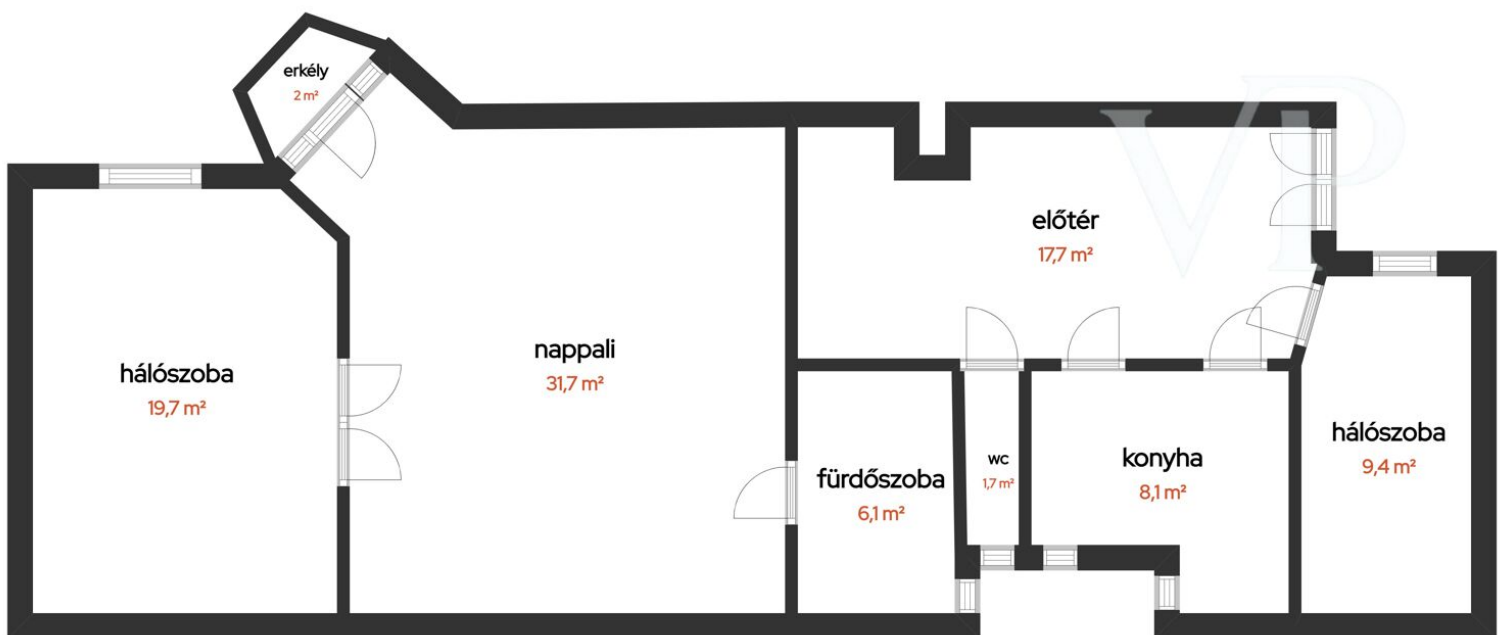 erkély
2 m²
előtér
17,7 m²
nappali
31,7 m²
hálószoba
19,7 m²
hálószoba
9,4 m²
fürdőszoba
6,1 m²
wc
1,7 m²
konyha
8,1 m²
VP